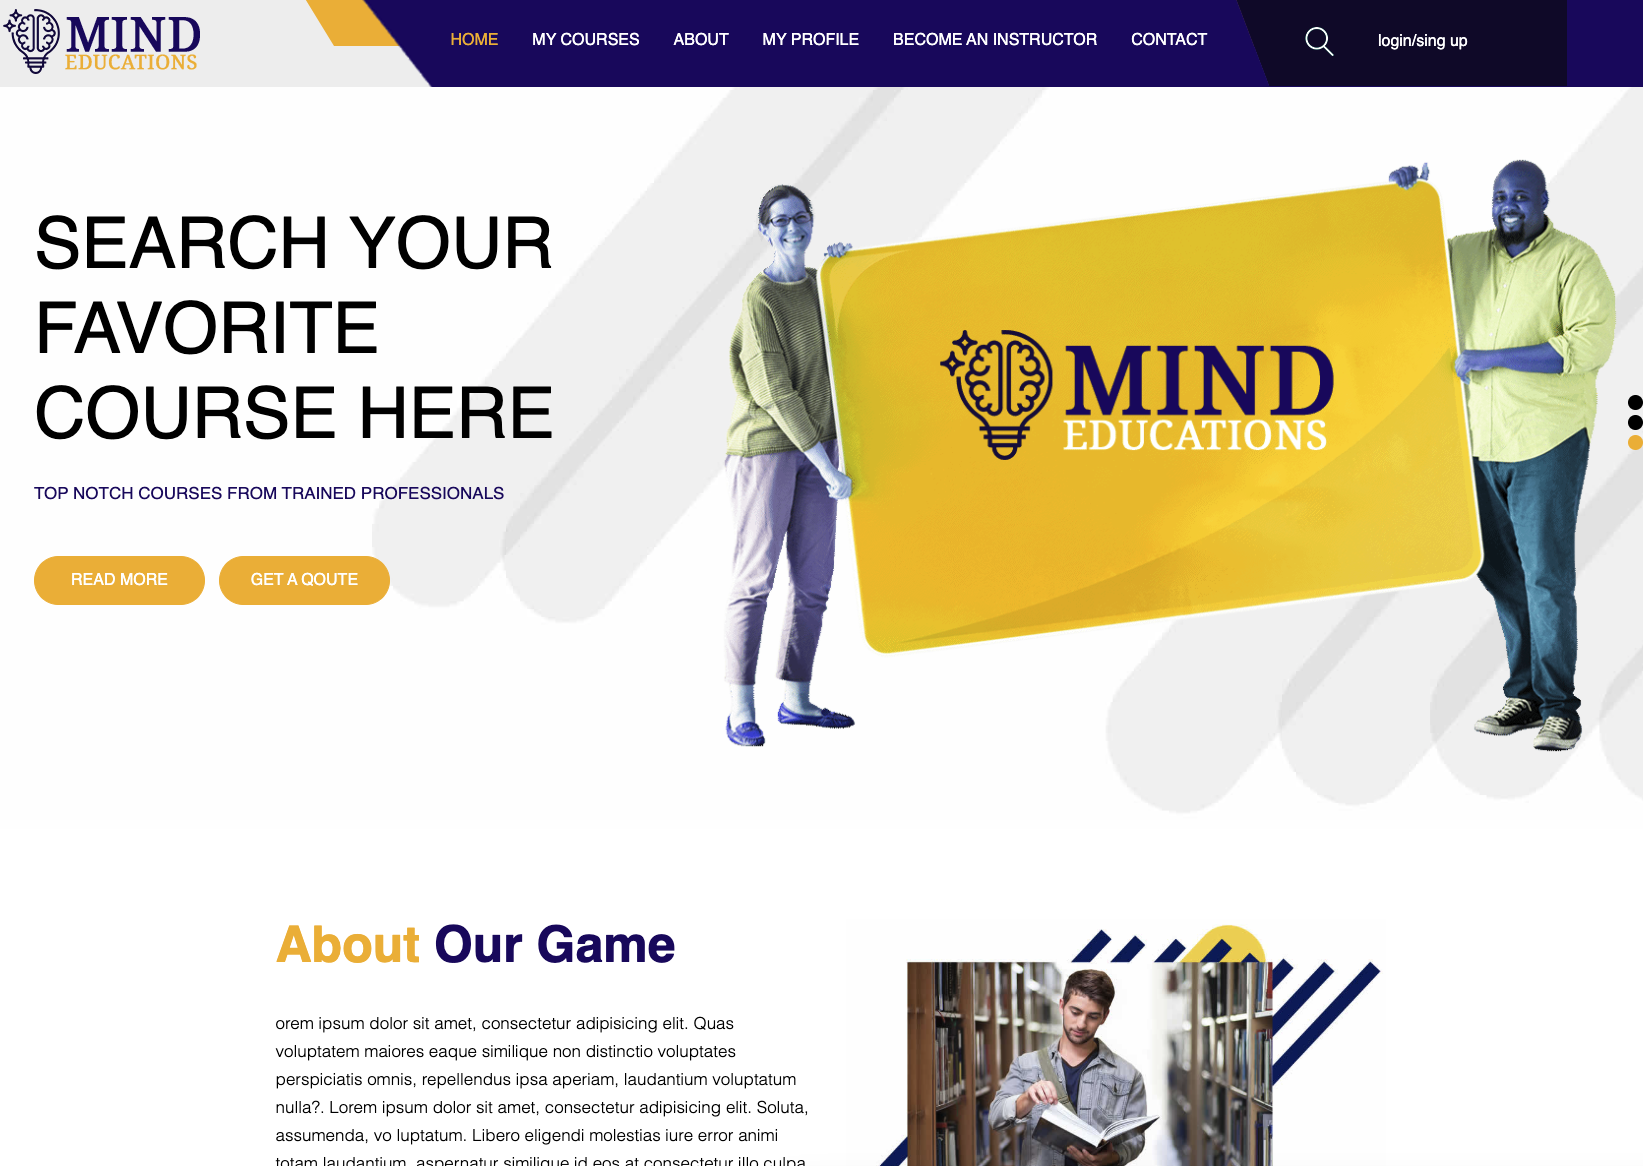 MIND
EDUCATIONS
HOME MY COURSES ABOUT MY PROFILE BECOME AN INSTRUCTOR CONTACT
login/sing up
SEARCH YOUR
FAVORITE
COURSE HERE
TOP NOTCH COURSES FROM TRAINED PROFESSIONALS
READ MORE GET A QOUTE
MIND
EDUCATIONS
About Our Game
orem ipsum dolor sit amet, consectetur adipisicing elit. Quas
voluptatem maiores eaque similique non distinctio voluptates
perspiciatis omnis, repellendus ipsa aperiam, laudantium voluptatum
nulla?. Lorem ipsum dolor sit amet, consectetur adipisicing elit. Soluta,
assumenda, vo luptatum. Libero eligendi molestias iure error animi
totam laudantium, aspernatur similique id eos at consectetur illo culpa